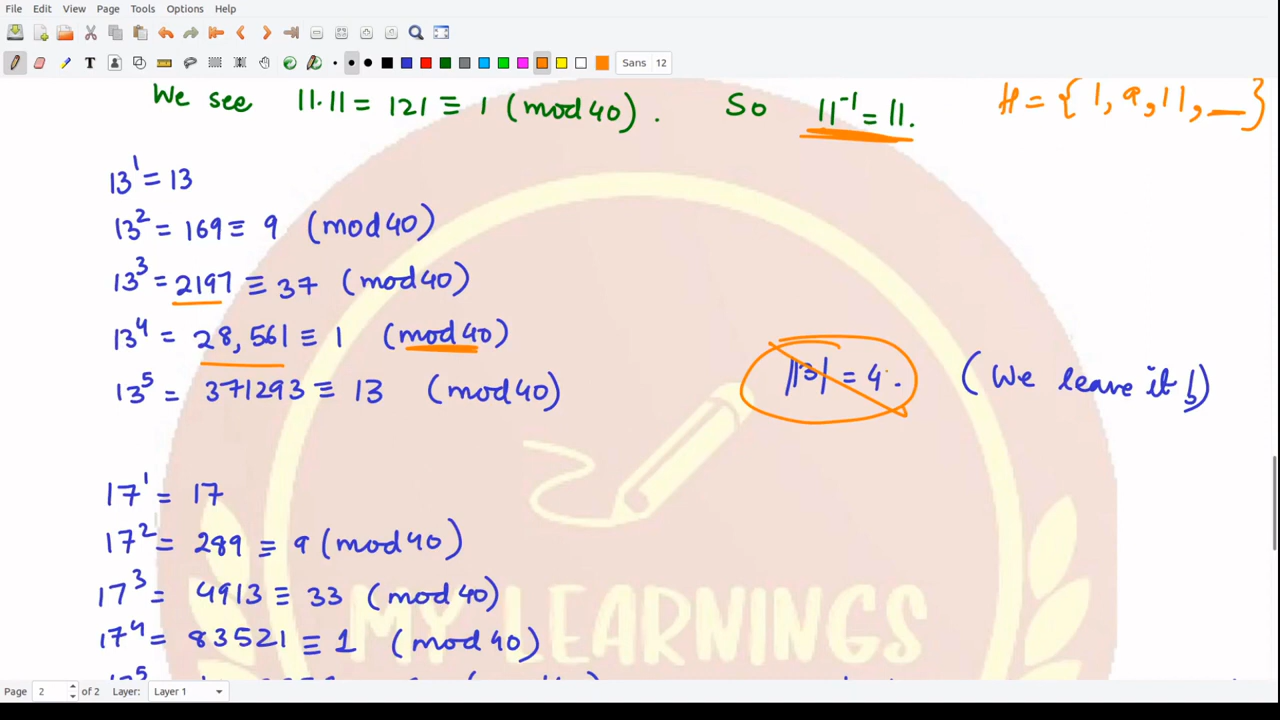 File Edit View Page Tools Options Help
Sans 12
We see 11.11 = 121 ≡ 1 (mod 40). So 11⁻¹ = 11. H = { 1, 9, 11, __ }
13¹ = 13
13² = 169 ≡ 9 (mod 40)
13³ = 2197 ≡ 37 (mod 40)
13⁴ = 28,561 ≡ 1 (mod 40)
|13| = 4. (We leave it !)
13⁵ = 371293 ≡ 13 (mod 40)
17¹ = 17
17² = 289 ≡ 9 (mod 40)
17³ = 4913 ≡ 33 (mod 40)
17⁴ = 83521 ≡ 1 (mod 40)
MY LEARNINGS
Page 2 of 2 Layer: Layer 1